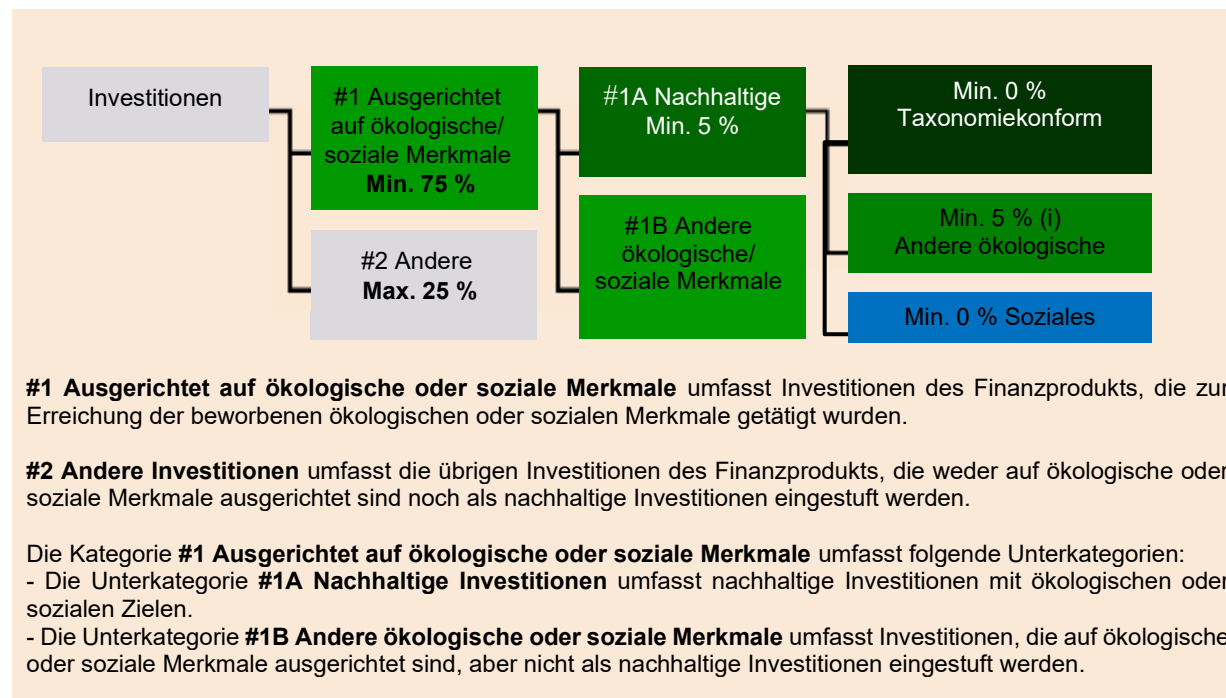 Investitionen
#1 Ausgerichtet
auf ökologische/
soziale Merkmale
Min. 75 %
#2 Andere
Max. 25 %
#1A Nachhaltige
Min. 5 %
#1B Andere
ökologische/
soziale Merkmale
Min. 0 %
Taxonomiekonform
Min. 5 % (i)
Andere ökologische
Min. 0 % Soziales
#1 Ausgerichtet auf ökologische oder soziale Merkmale umfasst Investitionen des Finanzprodukts, die zur
Erreichung der beworbenen ökologischen oder sozialen Merkmale getätigt wurden.
#2 Andere Investitionen umfasst die übrigen Investitionen des Finanzprodukts, die weder auf ökologische oder
soziale Merkmale ausgerichtet sind noch als nachhaltige Investitionen eingestuft werden.
Die Kategorie #1 Ausgerichtet auf ökologische oder soziale Merkmale umfasst folgende Unterkategorien:
- Die Unterkategorie #1A Nachhaltige Investitionen umfasst nachhaltige Investitionen mit ökologischen oder
sozialen Zielen.
- Die Unterkategorie #1B Andere ökologische oder soziale Merkmale umfasst Investitionen, die auf ökologische
oder soziale Merkmale ausgerichtet sind, aber nicht als nachhaltige Investitionen eingestuft werden.